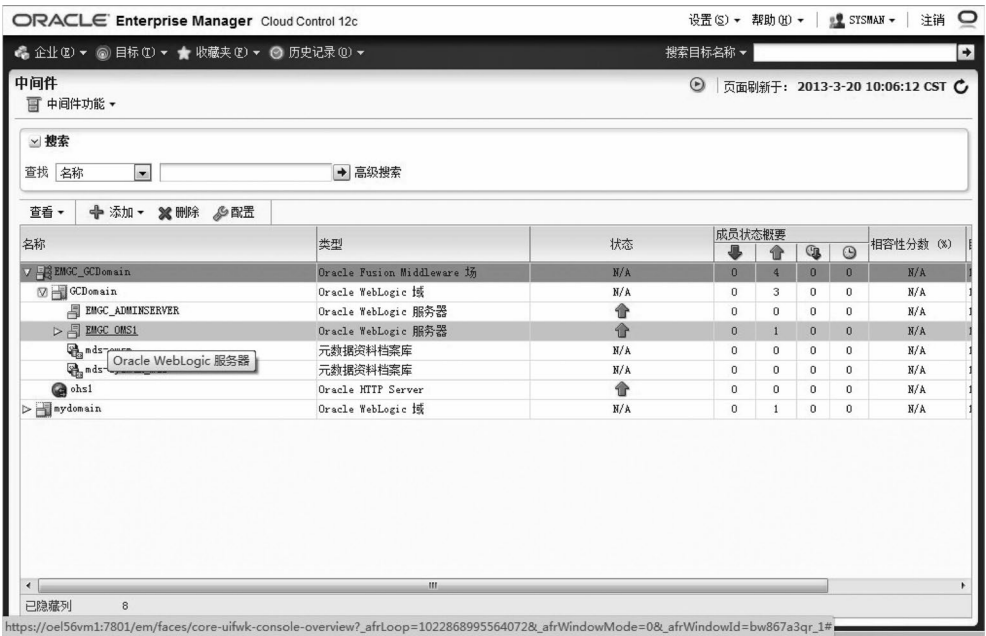 ORACLE Enterprise Manager Cloud Control 12c 设置(S) 帮助(H) SYSMAN 注销
企业(E) 目标(T) 收藏夹(F) 历史记录(O) 搜索目标名称
中间件 页面刷新于: 2013-3-20 10:06:12 CST
中间件功能
搜索
查找 名称 高级搜索
查看 添加 删除 配置
名称 类型 状态 成员状态概要 相容性分数 (%)
EMGC_GCDomain Oracle Fusion Middleware 场 N/A 0 4 0 0 N/A
GCDomain Oracle WebLogic 域 N/A 0 3 0 0 N/A
EMGC_ADMINSERVER Oracle WebLogic 服务器 0 0 0 0 N/A
EMGC_OMS1 Oracle WebLogic 服务器 0 1 0 0 N/A
元数据资料档案库 N/A 0 0 0 0 N/A
Oracle WebLogic 服务器
元数据资料档案库 N/A 0 0 0 0 N/A
ohs1 Oracle HTTP Server 0 0 0 0 N/A
mydomain Oracle WebLogic 域 N/A 0 1 0 0 N/A
已隐藏列 8
https://oel56vm1:7801/em/faces/core-uifwk-console-overview?_afrLoop=10228689955640728&_afrWindowMode=0&_afrWindowId=bw867a3qr_1#